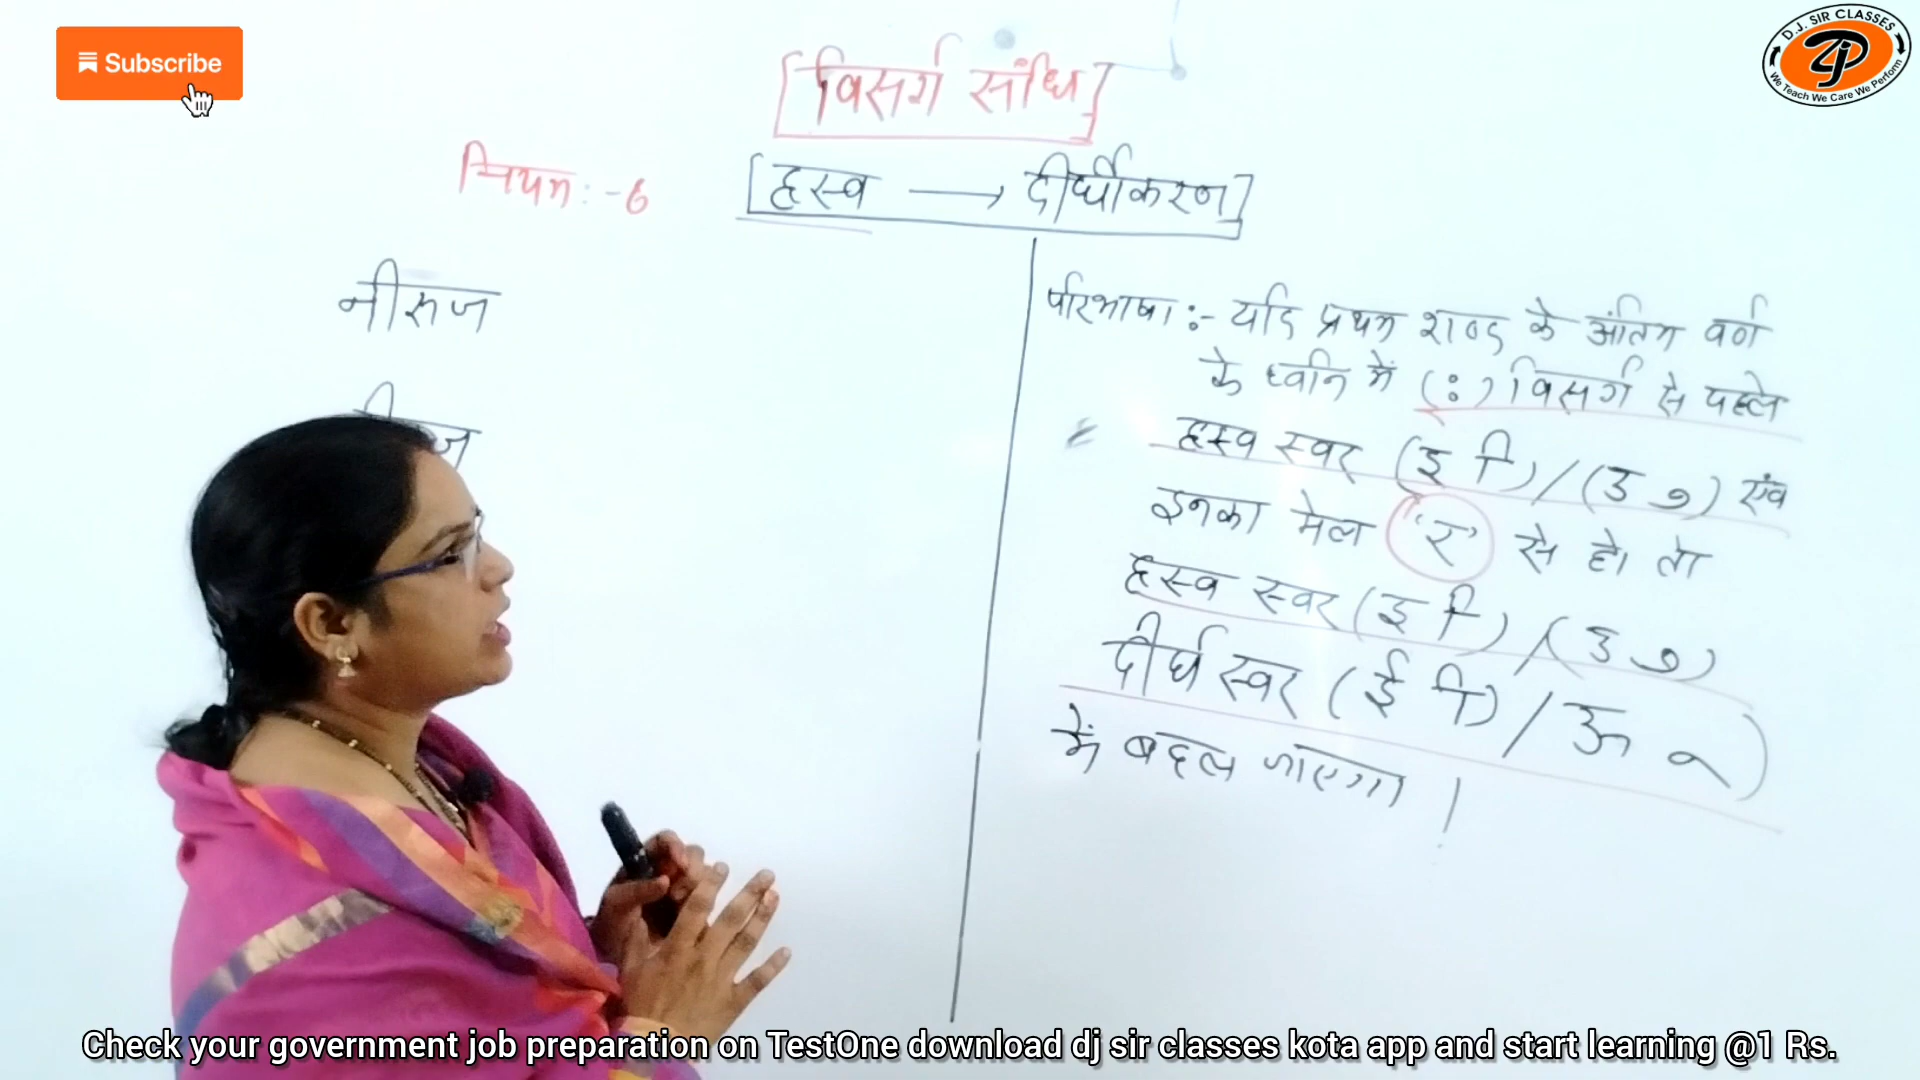 Subscribe
D.J. SIR CLASSES
We Teach We Care We Perform
[विसर्ग संधि]
नियम :- 6
[ह्रस्व → दीर्घीकरण]
नीरुज
ज
परिभाषा :- यदि प्रथम शब्द के अंतिम वर्ण
के ध्वनि में (:) विसर्ग से पहले
ह्रस्व स्वर (इ ि) / (उ ु) एंव
इनका मेल 'र' से हो तो
ह्रस्व स्वर (इ ि) / (उ ु)
दीर्घ स्वर (ई ी) / ऊ ू)
में बदल जाएगा।
Check your government job preparation on TestOne download dj sir classes kota app and start learning @1 Rs.